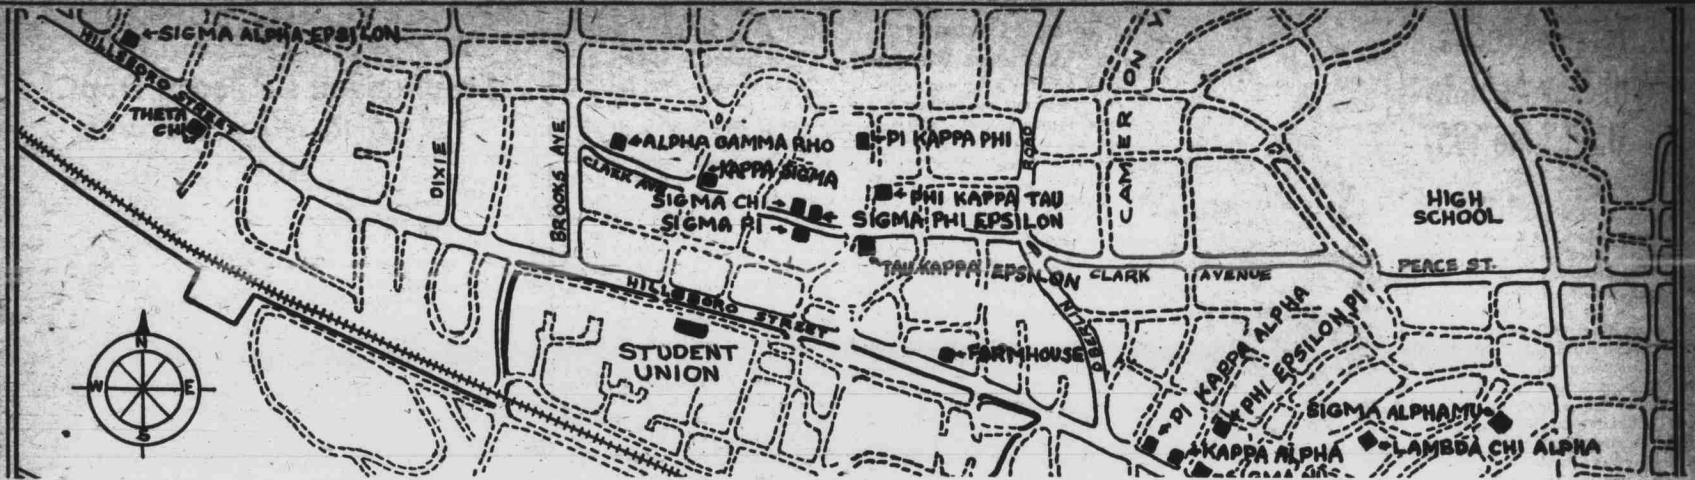 SIGMA ALPHA EPSILON
HILLSBORO STREET
THETA
CHI
DIXIE
BROOKS AVE
CLARK AVE
ALPHA GAMMA RHO
KAPPA SIGMA
SIGMA CHI
SIGMA PI
PI KAPPA PHI
PHI KAPPA TAU
SIGMA PHI EPSILON
TAU KAPPA EPSILON
ROAD
CAMERON V
HIGH
SCHOOL
CLARK AVENUE
PEACE ST.
OBERLIN
HILLSBORO STREET
STUDENT
UNION
FARMHOUSE
PI KAPPA ALPHA
PHI EPSILON PI
SIGMA ALPHA MU
LAMBDA CHI ALPHA
KAPPA ALPHA
SIGMA NU
N
W
E
S